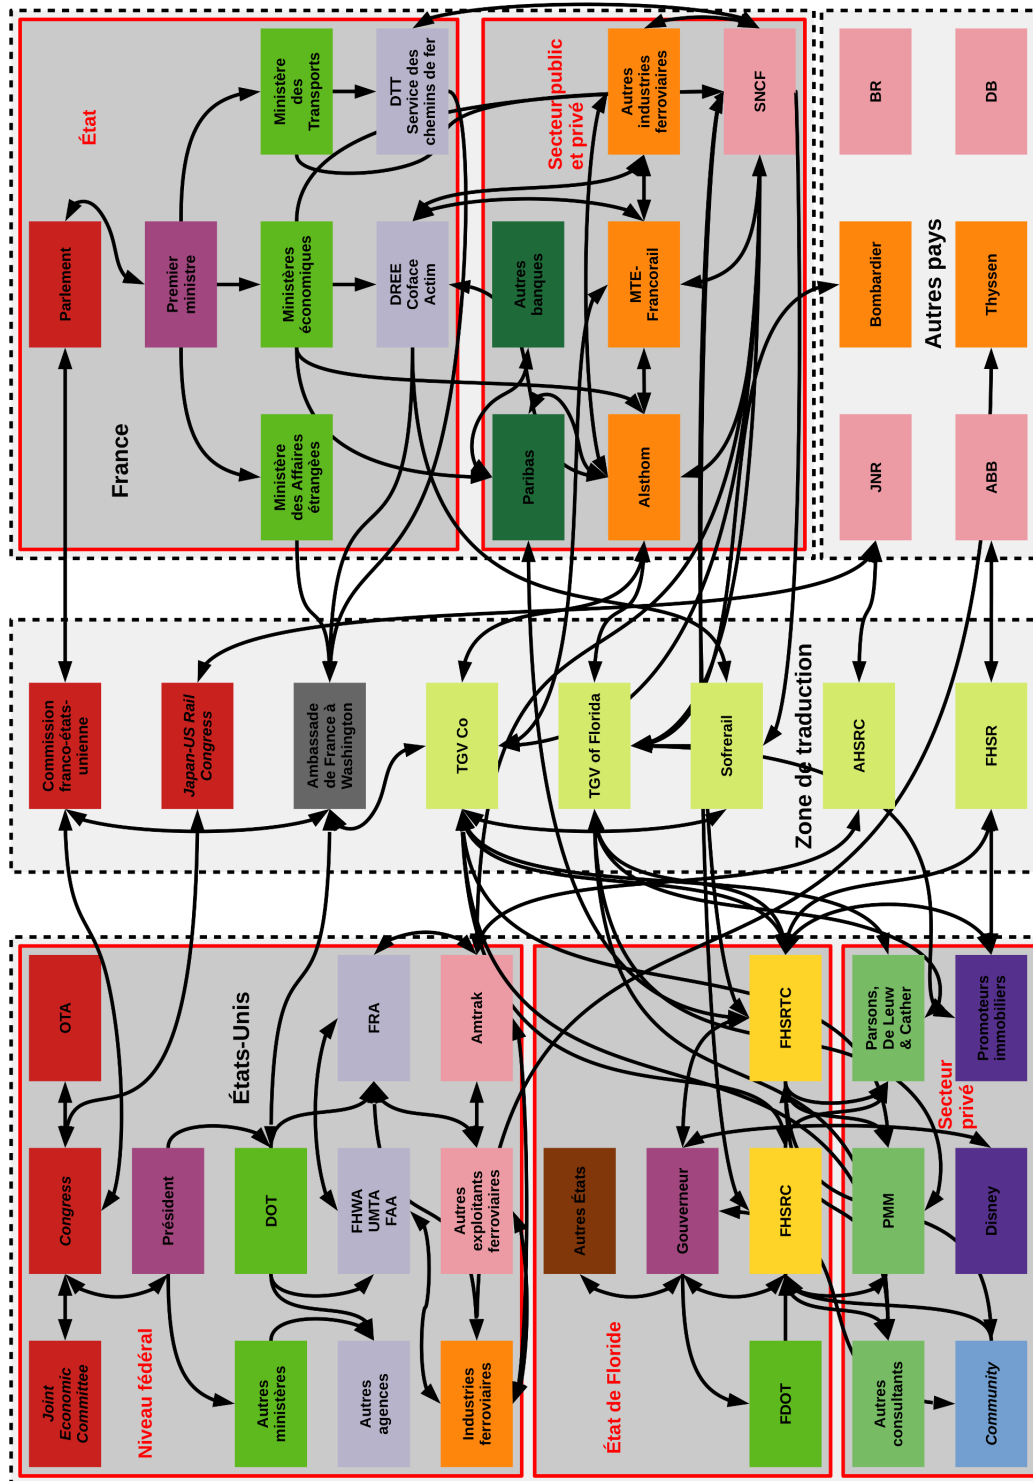 États-Unis
Niveau fédéral
Joint
Economic
Committee
Congress
OTA
Président
Autres
ministères
DOT
Autres
agences
FHWA
UMTA
FAA
FRA
Industries
ferroviaires
Autres
exploitants
ferroviaires
Amtrak
État de Floride
Autres États
Gouverneur
FDOT
FHSRC
FHSRTC
Secteur
privé
Autres
consultants
PMM
Parsons,
De Leuw
& Cather
Community
Disney
Promoteurs
immobiliers
Zone de traduction
Commission
franco-états-
unienne
Japan-US Rail
Congress
Ambassade
de France à
Washington
TGV Co
TGV of Florida
Sofrerail
AHSRC
FHSR
France
État
Parlement
Premier
ministre
Ministère
des Affaires
étrangées
Ministères
économiques
Ministère
des
Transports
DREE
Coface
Actim
DTT
Service des
chemins de fer
Secteur public
et privé
Paribas
Autres
banques
Alsthom
MTE-
Francorail
Autres
industries
ferroviaires
SNCF
Autres pays
JNR
Bombardier
BR
ABB
Thyssen
DB